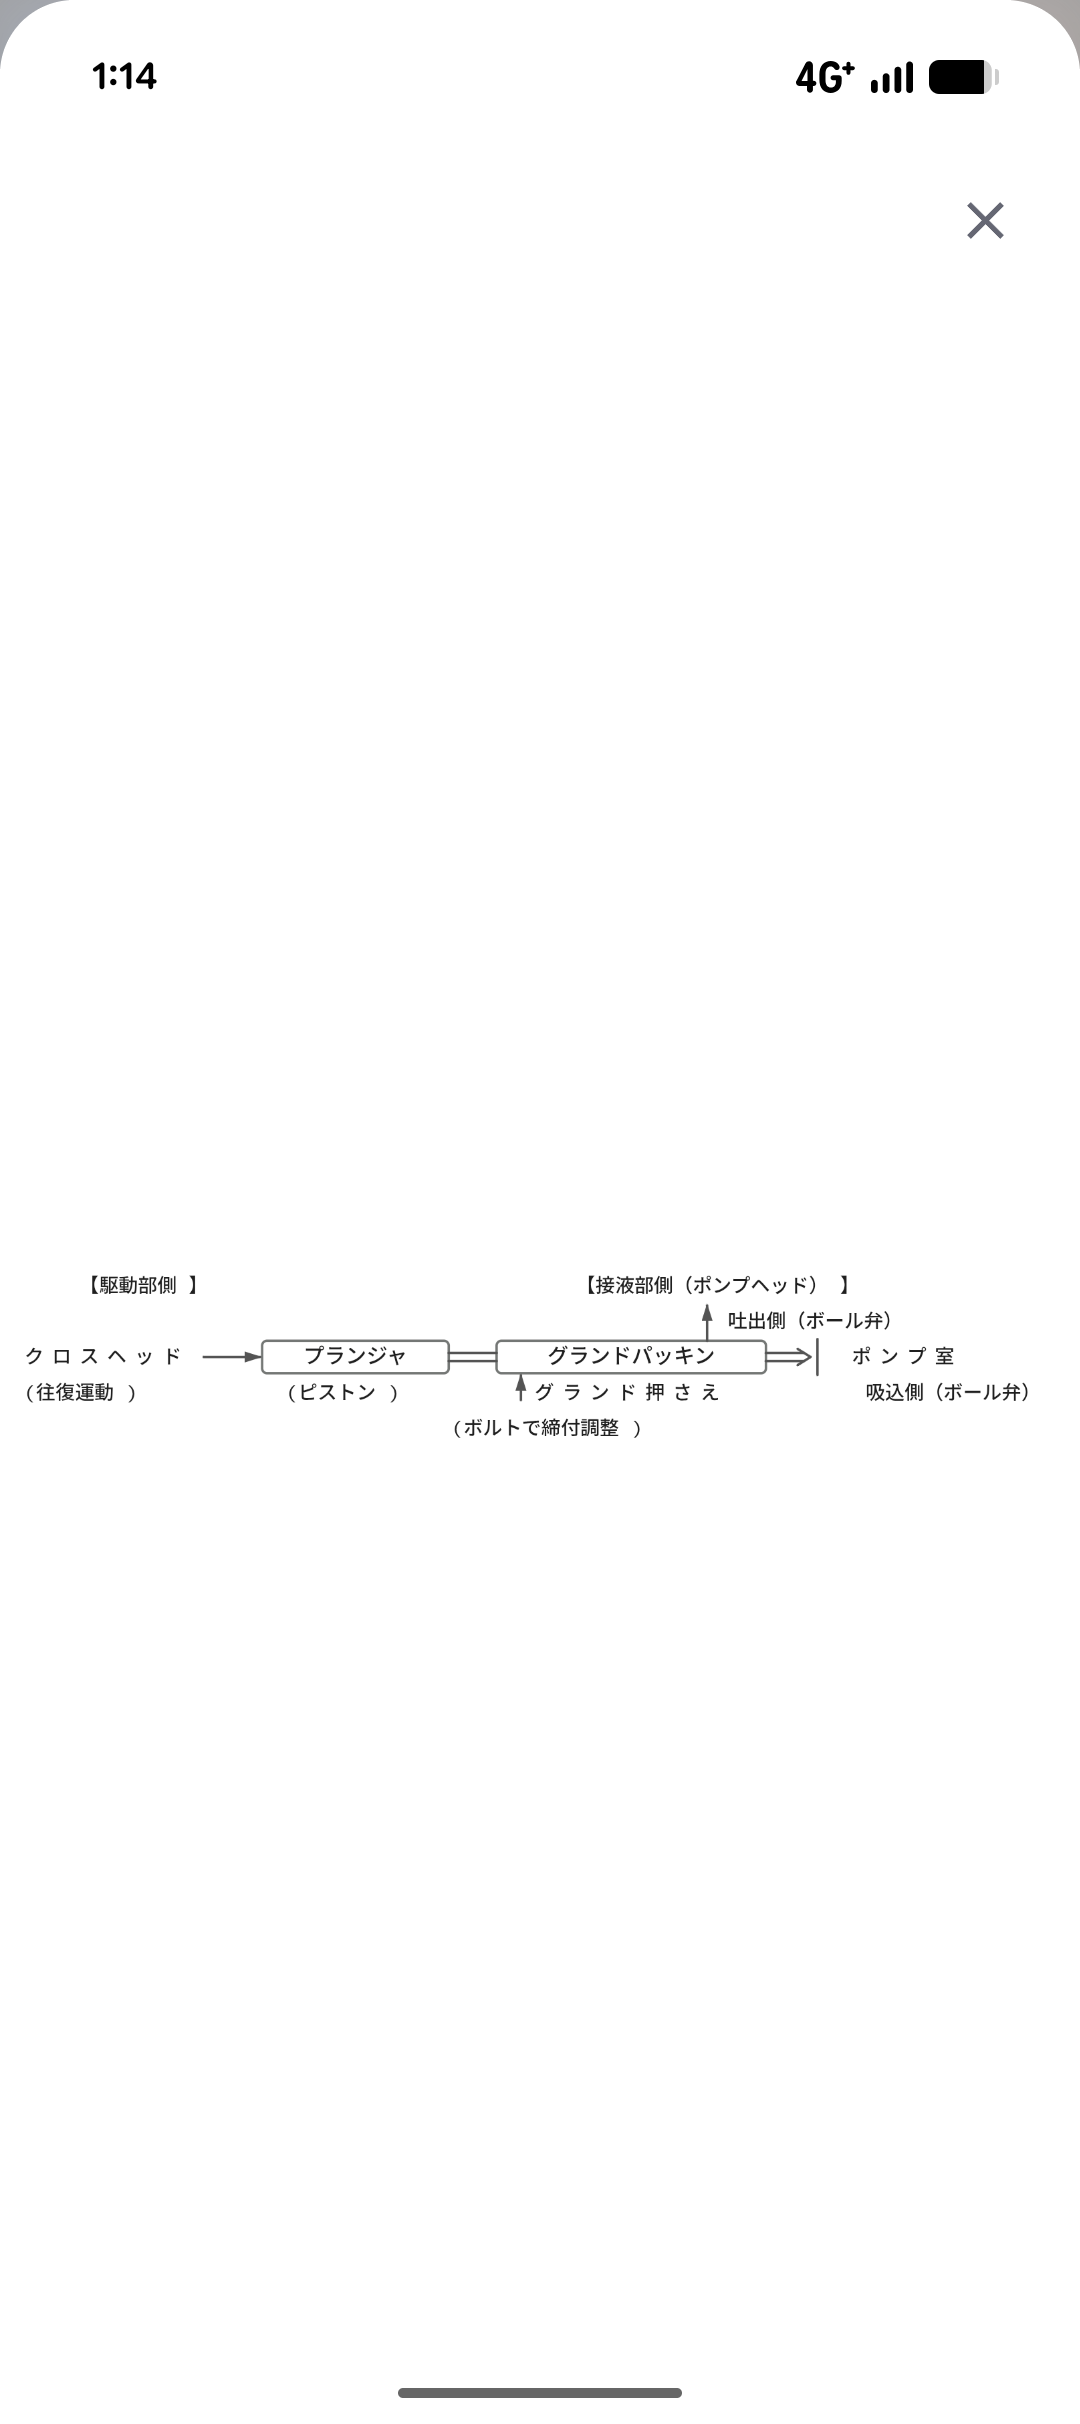 1:14 4G+
【駆動部側 】 【接液部側（ポンプヘッド） 】
吐出側（ボール弁）
クロスヘッド プランジャ グランドパッキン ポンプ室
(往復運動 ) (ピストン ) グランド押さえ 吸込側（ボール弁）
(ボルトで締付調整 )